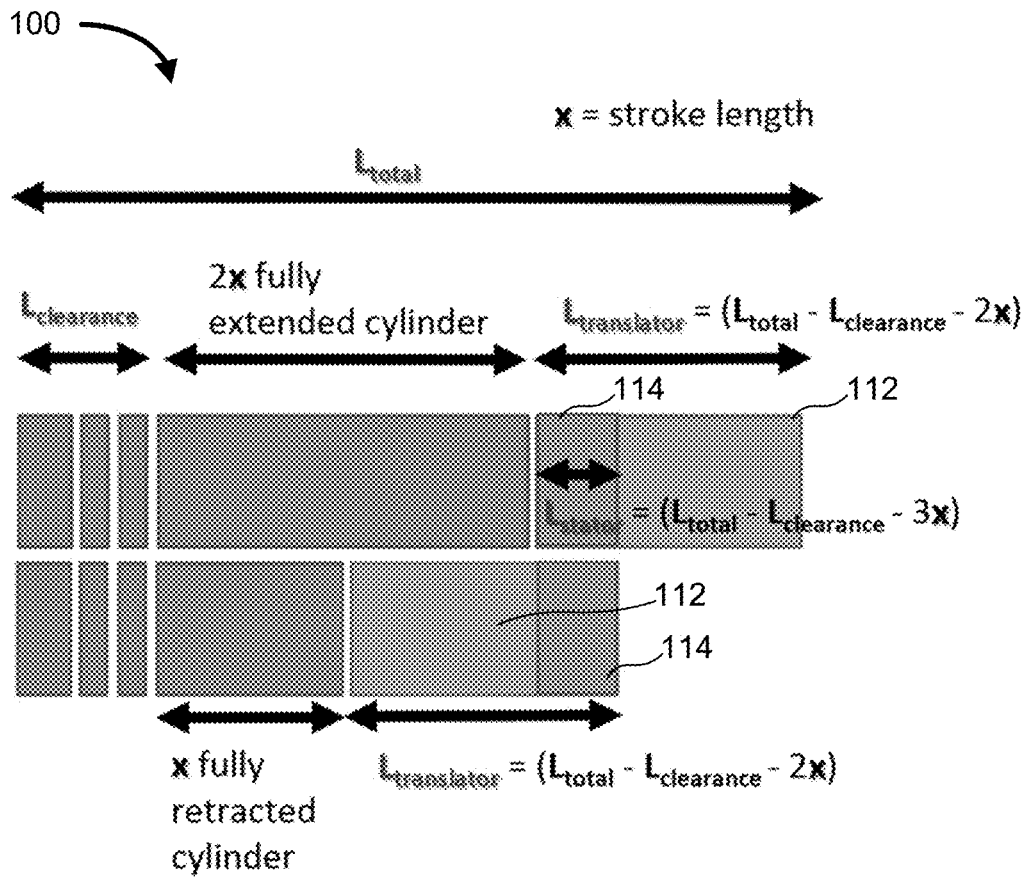 100
x = stroke length
Ltotal
2x fully
extended cylinder
Lclearance
Ltranslator = (Ltotal - Lclearance - 2x)
114
112
Lstator = (Ltotal - Lclearance - 3x)
112
114
x fully
retracted
cylinder
Ltranslator = (Ltotal - Lclearance - 2x)